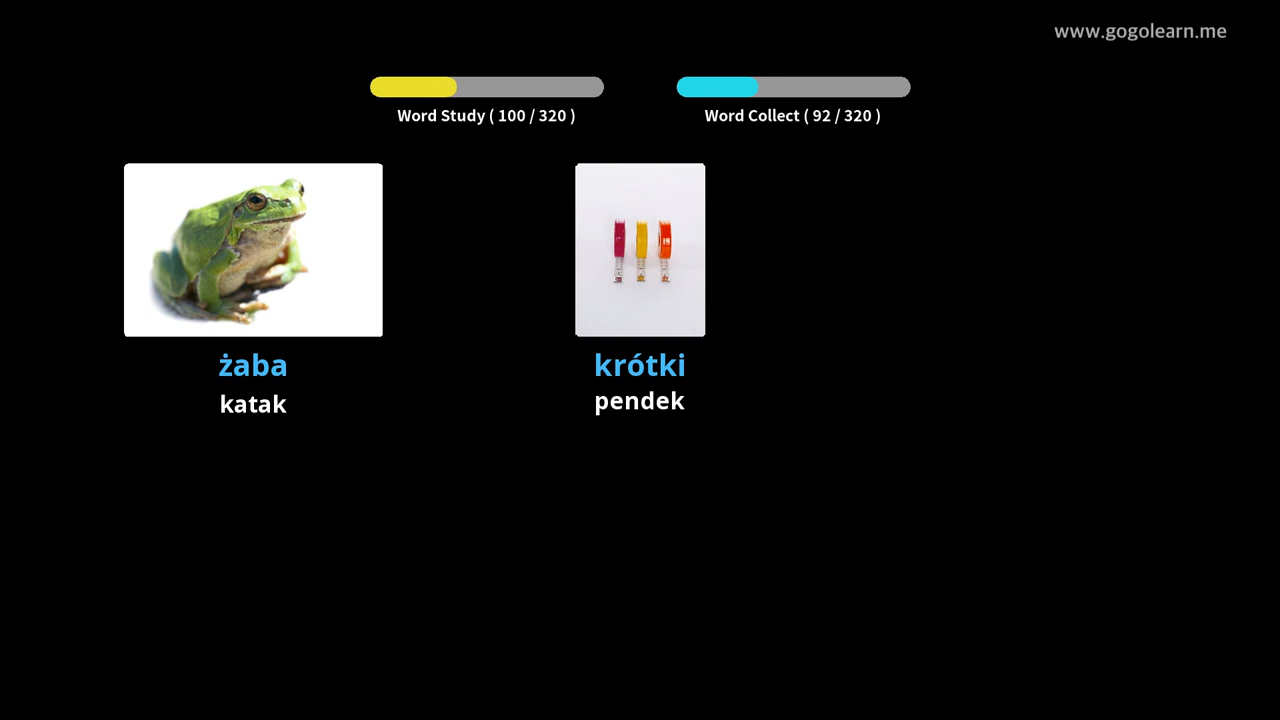 www.gogolearn.me
Word Study ( 100 / 320 )
Word Collect ( 92 / 320 )
żaba
katak
krótki
pendek